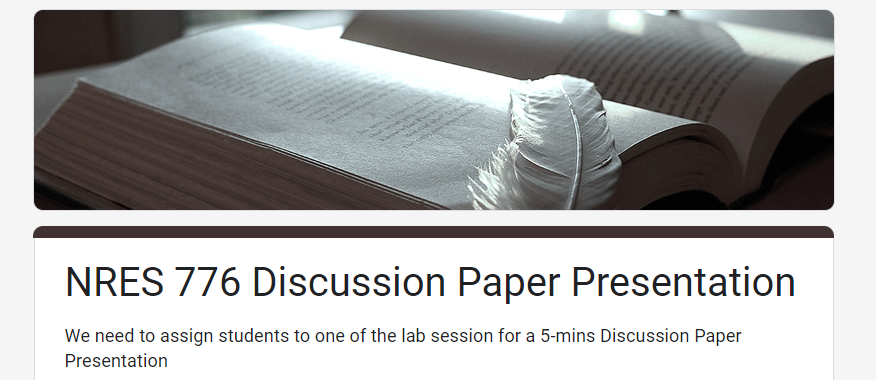 NRES 776 Discussion Paper Presentation
We need to assign students to one of the lab session for a 5-mins Discussion Paper
Presentation